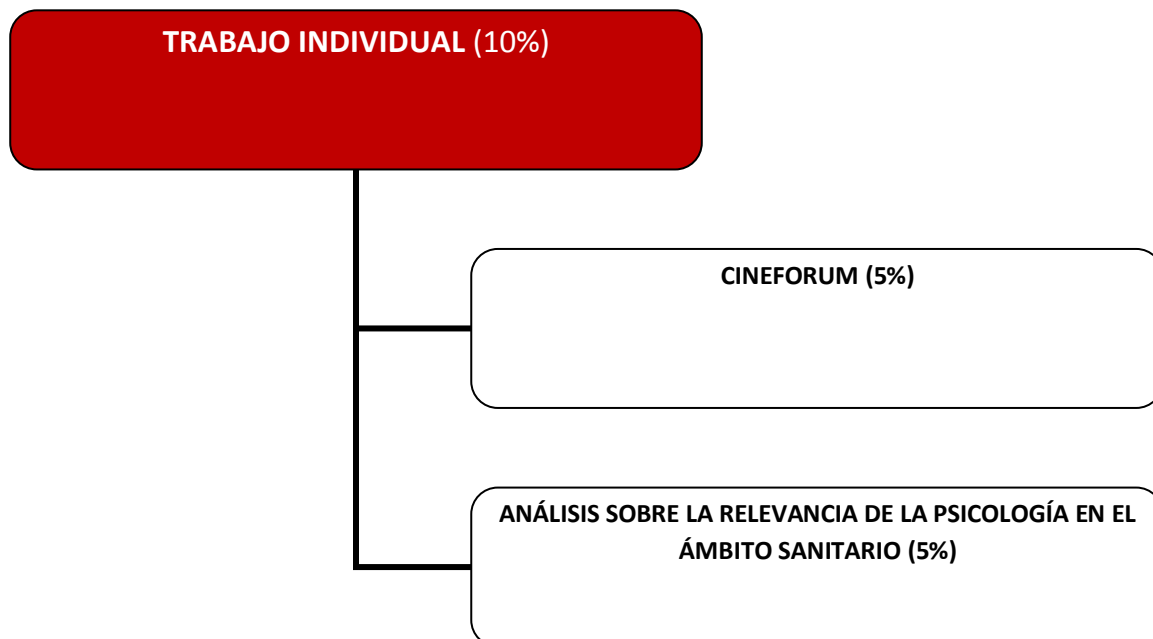 TRABAJO INDIVIDUAL (10%)
CINEFORUM (5%)
ANÁLISIS SOBRE LA RELEVANCIA DE LA PSICOLOGÍA EN EL
ÁMBITO SANITARIO (5%)